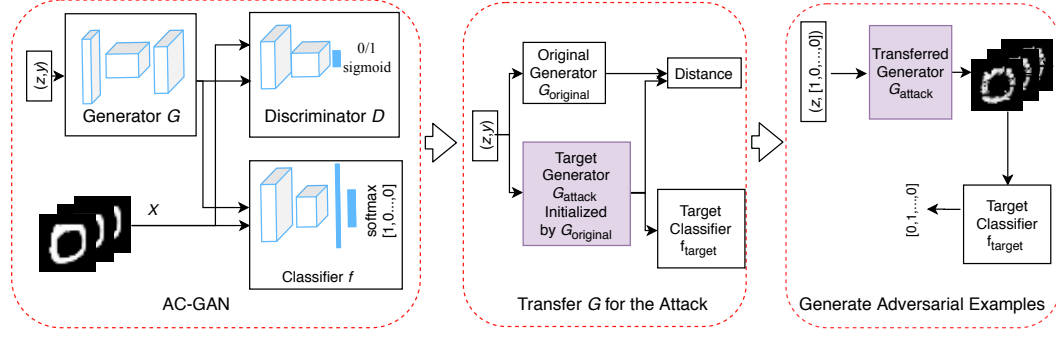 (z,y)
Generator G
0/1
sigmoid
Discriminator D
X
softmax
[1,0...,0]
Classifier f
AC-GAN
(z,y)
Original
Generator
Goriginal
Distance
Target
Generator
Gattack
Initialized
by Goriginal
Target
Classifier
ftarget
Transfer G for the Attack
(z, [1,0,...,0])
Transferred
Generator
Gattack
[0,1,...,0]
Target
Classifier
ftarget
Generate Adversarial Examples